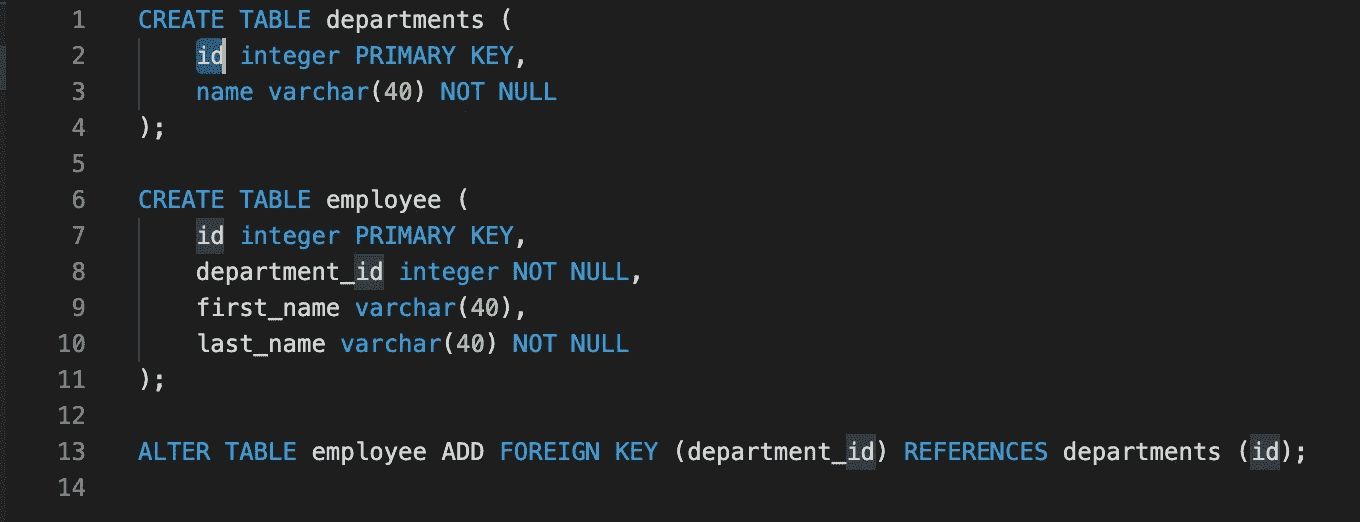 1 CREATE TABLE departments (
2 id integer PRIMARY KEY,
3 name varchar(40) NOT NULL
4 );
5
6 CREATE TABLE employee (
7 id integer PRIMARY KEY,
8 department_id integer NOT NULL,
9 first_name varchar(40),
10 last_name varchar(40) NOT NULL
11 );
12
13 ALTER TABLE employee ADD FOREIGN KEY (department_id) REFERENCES departments (id);
14